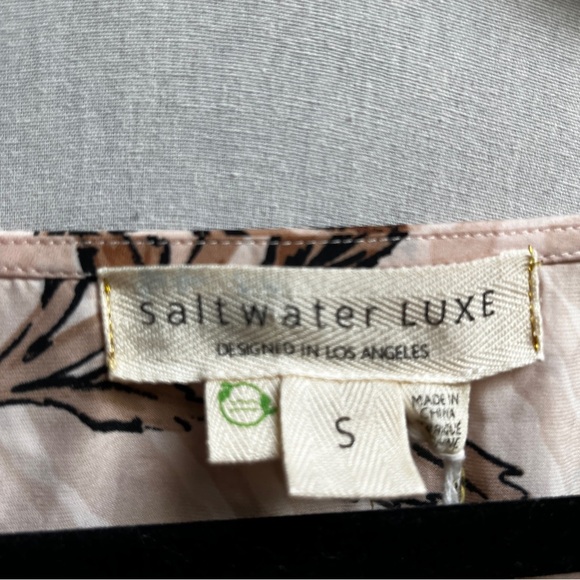 saltwater LUXE
DESIGNED IN LOS ANGELES
S
MADE IN
CHINA